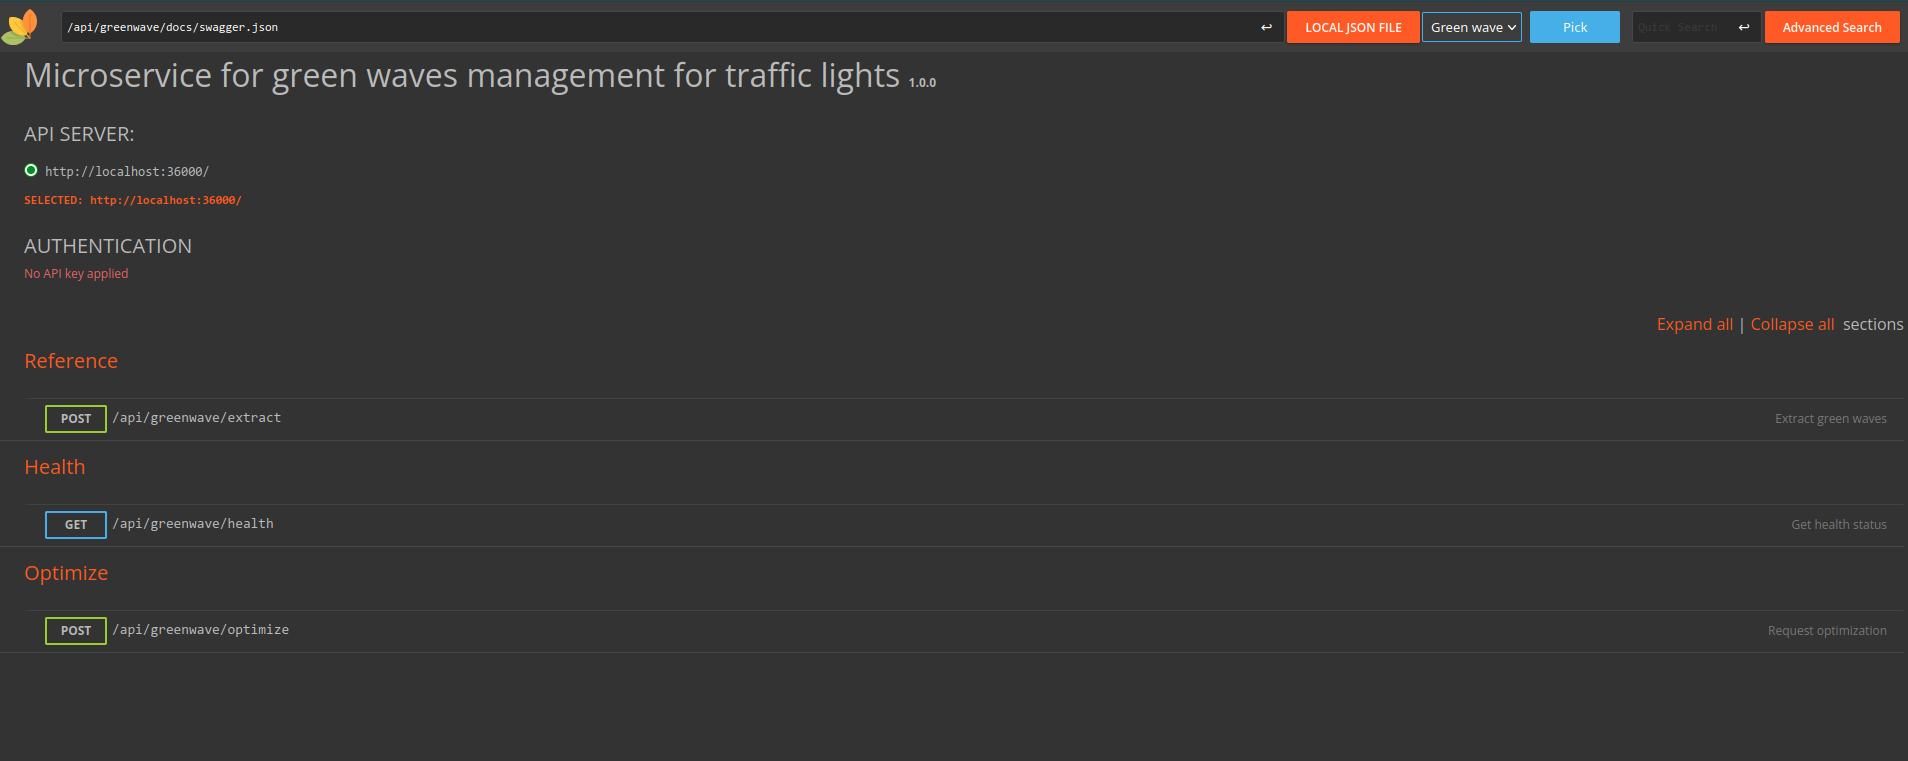 /api/greenwave/docs/swagger.json ↩ LOCAL JSON FILE Green wave Pick Quick Search ↩ Advanced Search
Microservice for green waves management for traffic lights 1.0.0
API SERVER:
http://localhost:36000/
SELECTED: http://localhost:36000/
AUTHENTICATION
No API key applied
Expand all | Collapse all sections
Reference
POST /api/greenwave/extract Extract green waves
Health
GET /api/greenwave/health Get health status
Optimize
POST /api/greenwave/optimize Request optimization